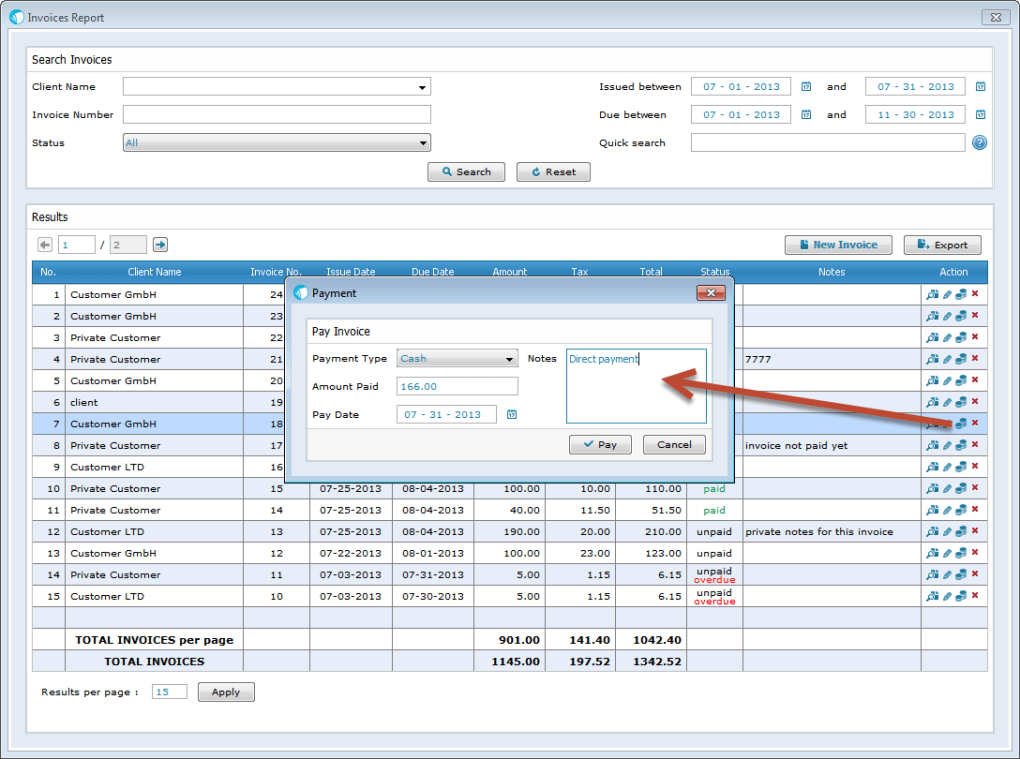 Invoices Report
Search Invoices
Client Name Issued between 07 - 01 - 2013 and 07 - 31 - 2013
Invoice Number Due between 07 - 01 - 2013 and 11 - 30 - 2013
Status All Quick search
Search Reset
Results
1 / 2 New Invoice Export
No. Client Name Invoice No. Issue Date Due Date Amount Tax Total Status Notes Action
1 Customer GmbH 24
2 Customer GmbH 23
3 Private Customer 22
4 Private Customer 21 7777
5 Customer GmbH 20
6 client 19
7 Customer GmbH 18
8 Private Customer 17 invoice not paid yet
9 Customer LTD 16
Payment
Pay Invoice
Payment Type Cash Notes Direct payment
Amount Paid 166.00
Pay Date 07 - 31 - 2013
Pay Cancel
10 Private Customer 15 07-25-2013 08-04-2013 100.00 10.00 110.00 paid
11 Private Customer 14 07-25-2013 08-04-2013 40.00 11.50 51.50 paid
12 Customer LTD 13 07-25-2013 08-04-2013 190.00 20.00 210.00 unpaid private notes for this invoice
13 Customer GmbH 12 07-22-2013 08-01-2013 100.00 23.00 123.00 unpaid
14 Private Customer 11 07-03-2013 07-31-2013 5.00 1.15 6.15 unpaid
overdue
15 Customer LTD 10 07-03-2013 07-30-2013 5.00 1.15 6.15 unpaid
overdue
TOTAL INVOICES per page 901.00 141.40 1042.40
TOTAL INVOICES 1145.00 197.52 1342.52
Results per page : 15 Apply